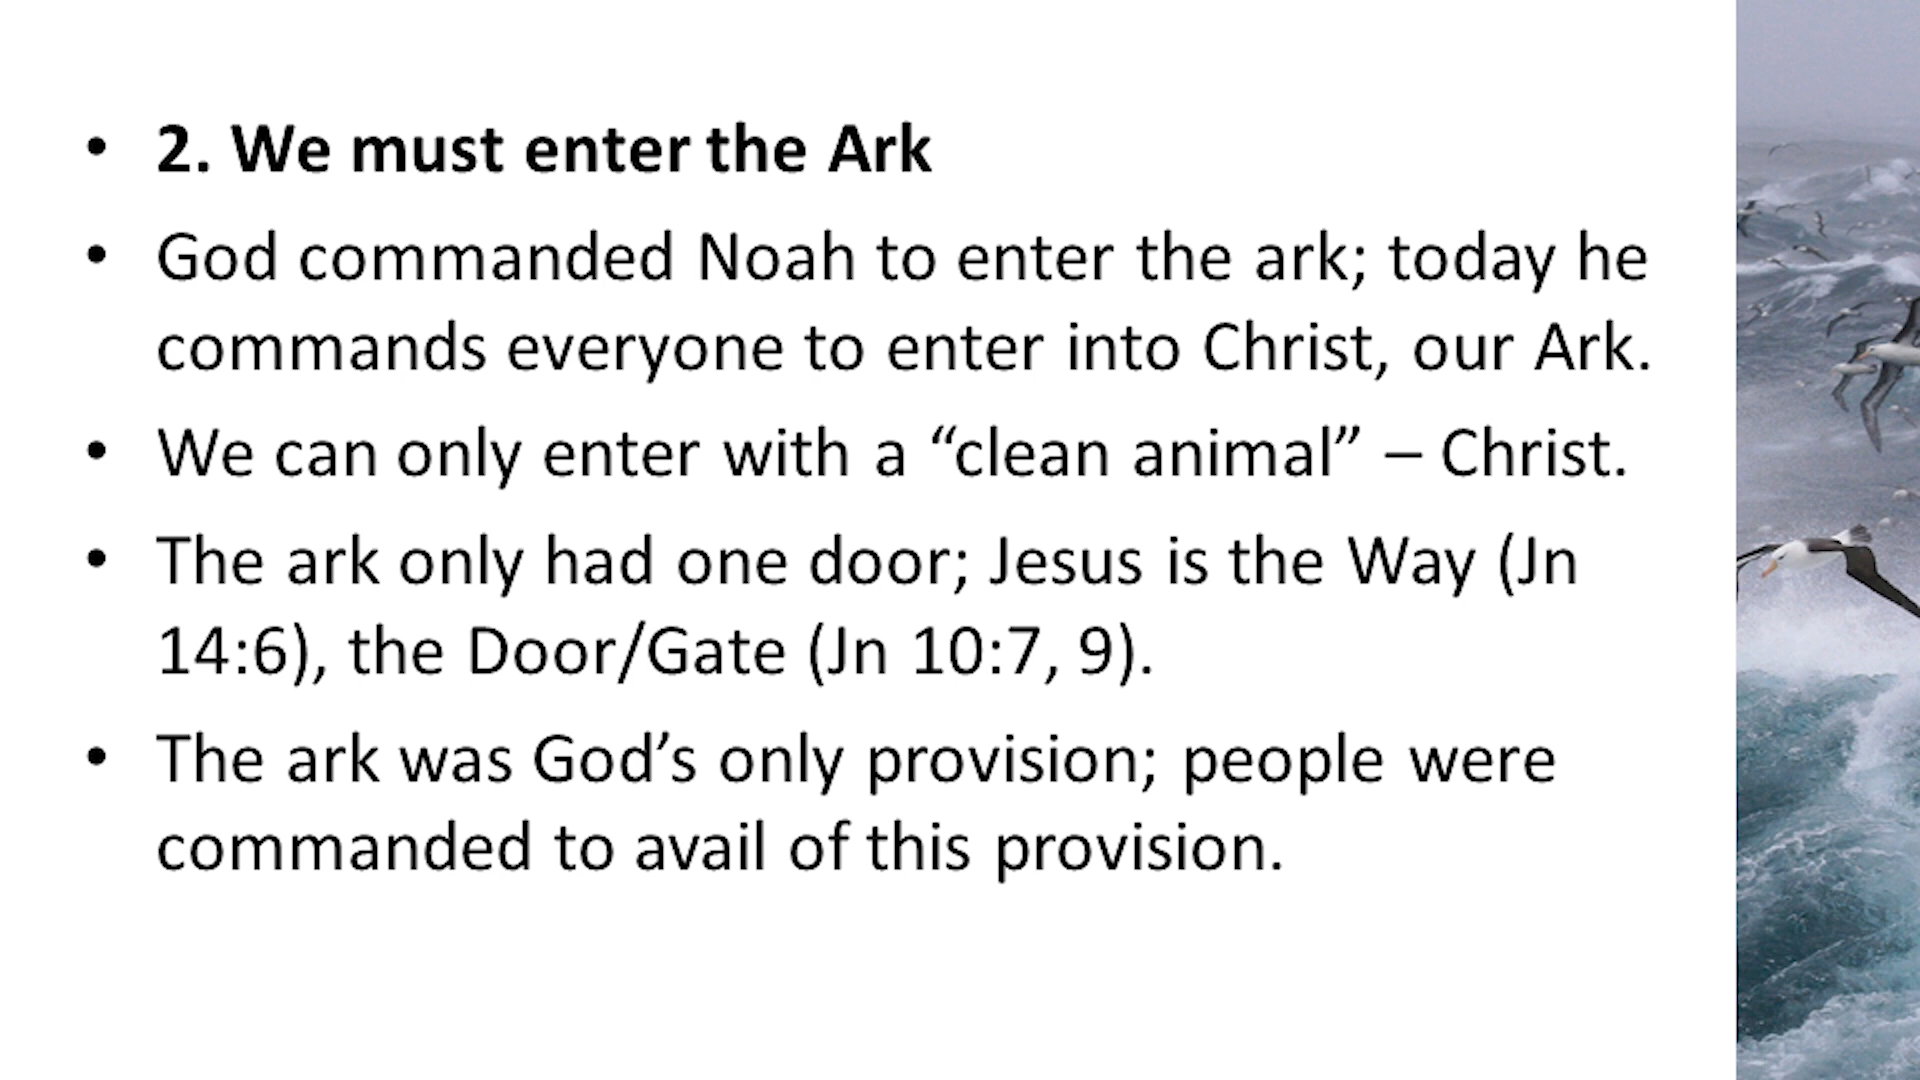 • 2. We must enter the Ark
• God commanded Noah to enter the ark; today he
commands everyone to enter into Christ, our Ark.
• We can only enter with a “clean animal” – Christ.
• The ark only had one door; Jesus is the Way (Jn
14:6), the Door/Gate (Jn 10:7, 9).
• The ark was God’s only provision; people were
commanded to avail of this provision.